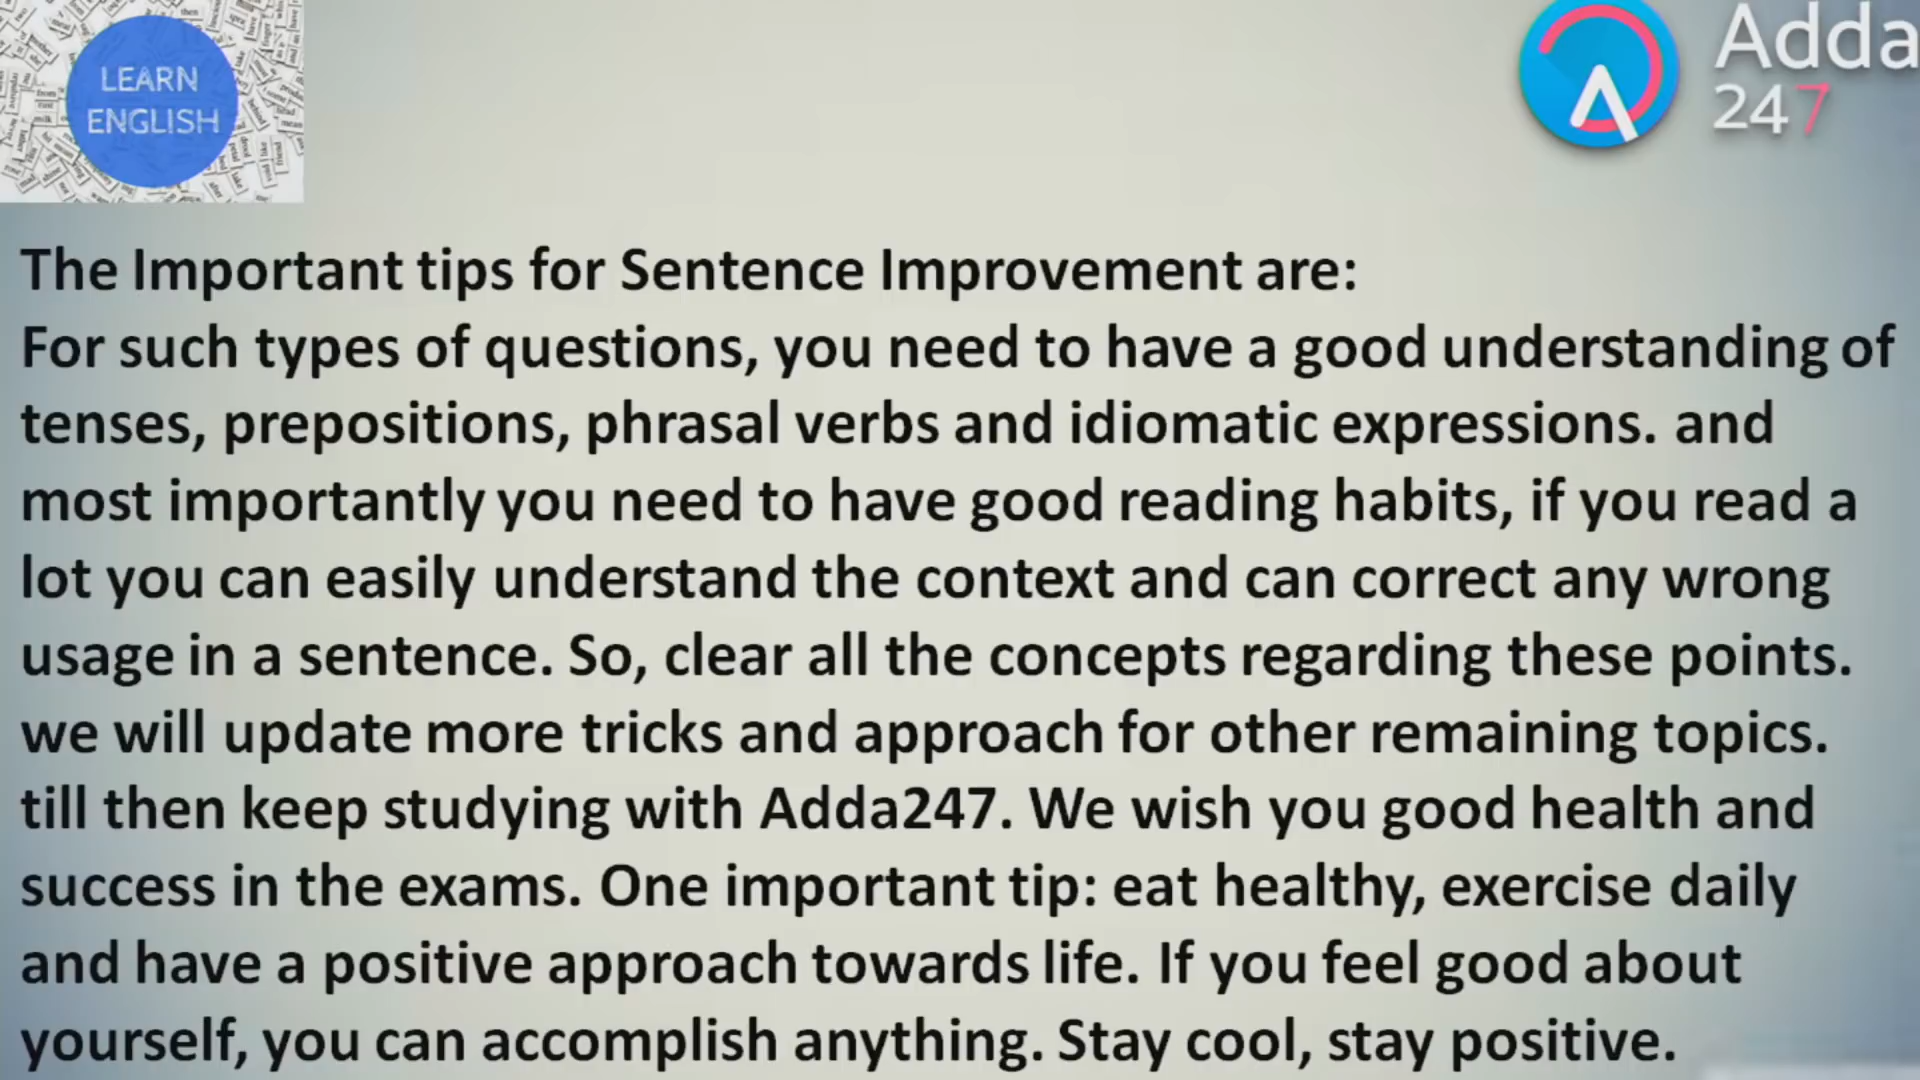 LEARN
ENGLISH
Adda
247
The Important tips for Sentence Improvement are:
For such types of questions, you need to have a good understanding of
tenses, prepositions, phrasal verbs and idiomatic expressions. and
most importantly you need to have good reading habits, if you read a
lot you can easily understand the context and can correct any wrong
usage in a sentence. So, clear all the concepts regarding these points.
we will update more tricks and approach for other remaining topics.
till then keep studying with Adda247. We wish you good health and
success in the exams. One important tip: eat healthy, exercise daily
and have a positive approach towards life. If you feel good about
yourself, you can accomplish anything. Stay cool, stay positive.